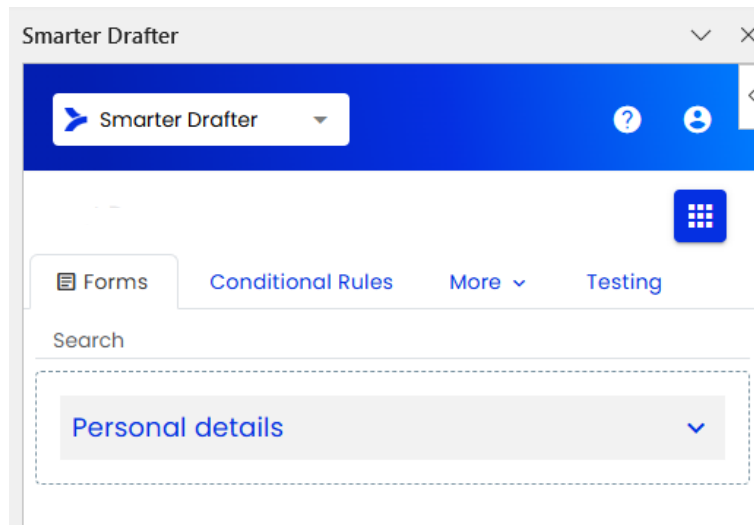 Smarter Drafter
Smarter Drafter
Forms Conditional Rules More Testing
Search
Personal details